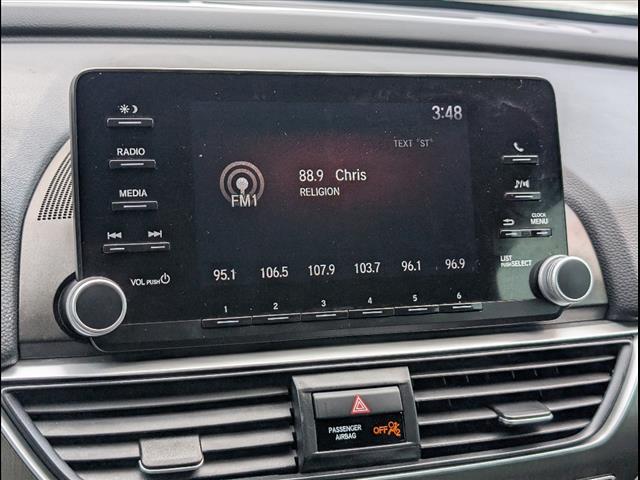 3:48
RADIO
TEXT "ST"
88.9 Chris
FM1
RELIGION
MEDIA
CLOCK
MENU
LIST
PUSH SELECT
VOL PUSH
95.1 106.5 107.9 103.7 96.1 96.9
1 2 3 4 5 6
PASSENGER
AIRBAG
OFF
2